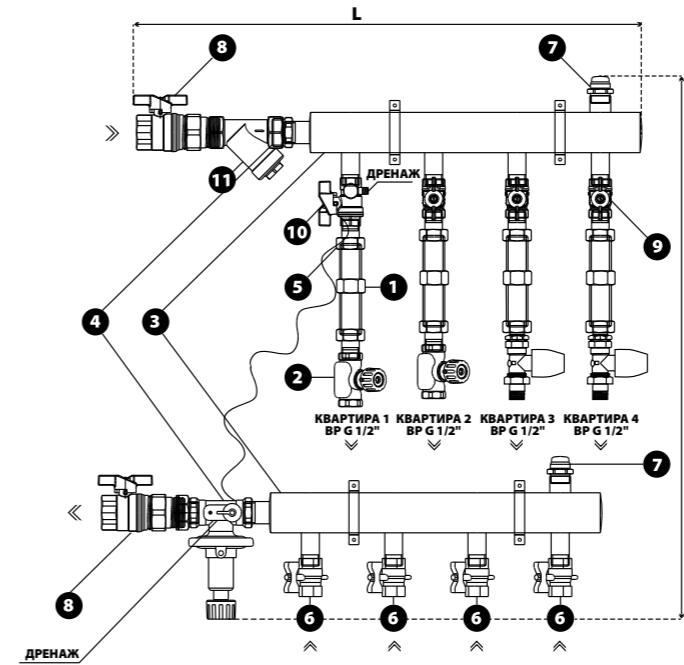 L
8
7
11
ДРЕНАЖ
10
9
5
1
4
3
2
КВАРТИРА 1
ВР G 1/2"
КВАРТИРА 2
ВР G 1/2"
КВАРТИРА 3
ВР G 1/2"
КВАРТИРА 4
ВР G 1/2"
7
8
6
6
6
6
ДРЕНАЖ